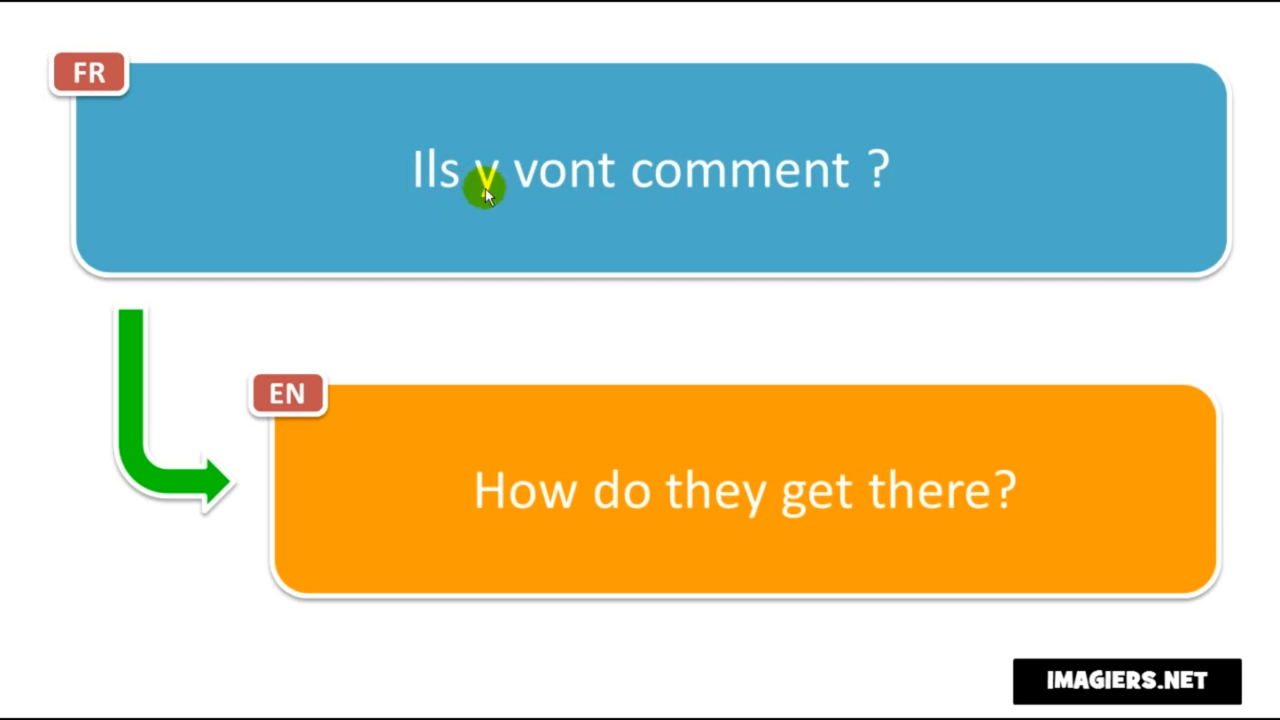 FR
Ils y vont comment ?
EN
How do they get there?
IMAGIERS.NET